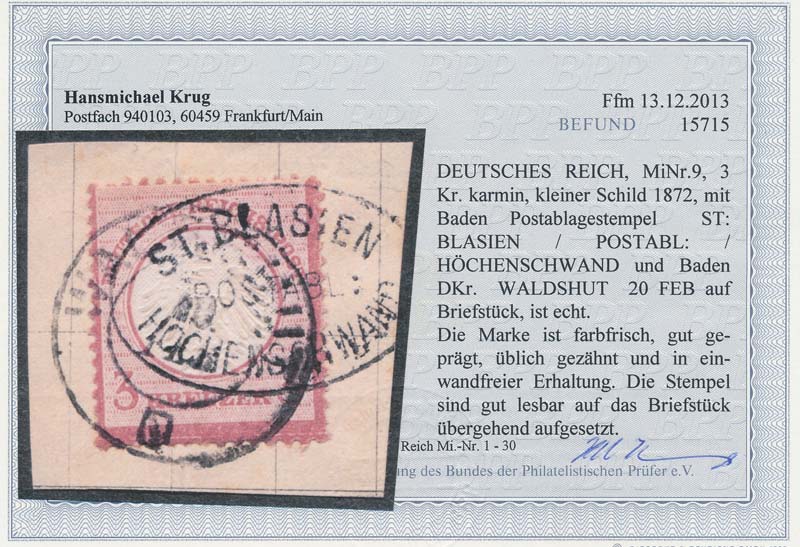 Hansmichael Krug
Postfach 940103, 60459 Frankfurt/Main
Ffm 13.12.2013
BEFUND 15715
DEUTSCHES REICH, MiNr.9, 3
Kr. karmin, kleiner Schild 1872, mit
Baden Postablagestempel ST:
BLASIEN / POSTABL: /
HÖCHENSCHWAND und Baden
DKr. WALDSHUT 20 FEB auf
Briefstück, ist echt.
Die Marke ist farbfrisch, gut ge-
prägt, üblich gezähnt und in ein-
wandfreier Erhaltung. Die Stempel
sind gut lesbar auf das Briefstück
übergehend aufgesetzt.
Reich Mi.-Nr. 1 - 30
des Bundes der Philatelistischen Prüfer e.V.
ST. BLASIEN
HÖCHENSCHWAND
3 KREUZER
BPP